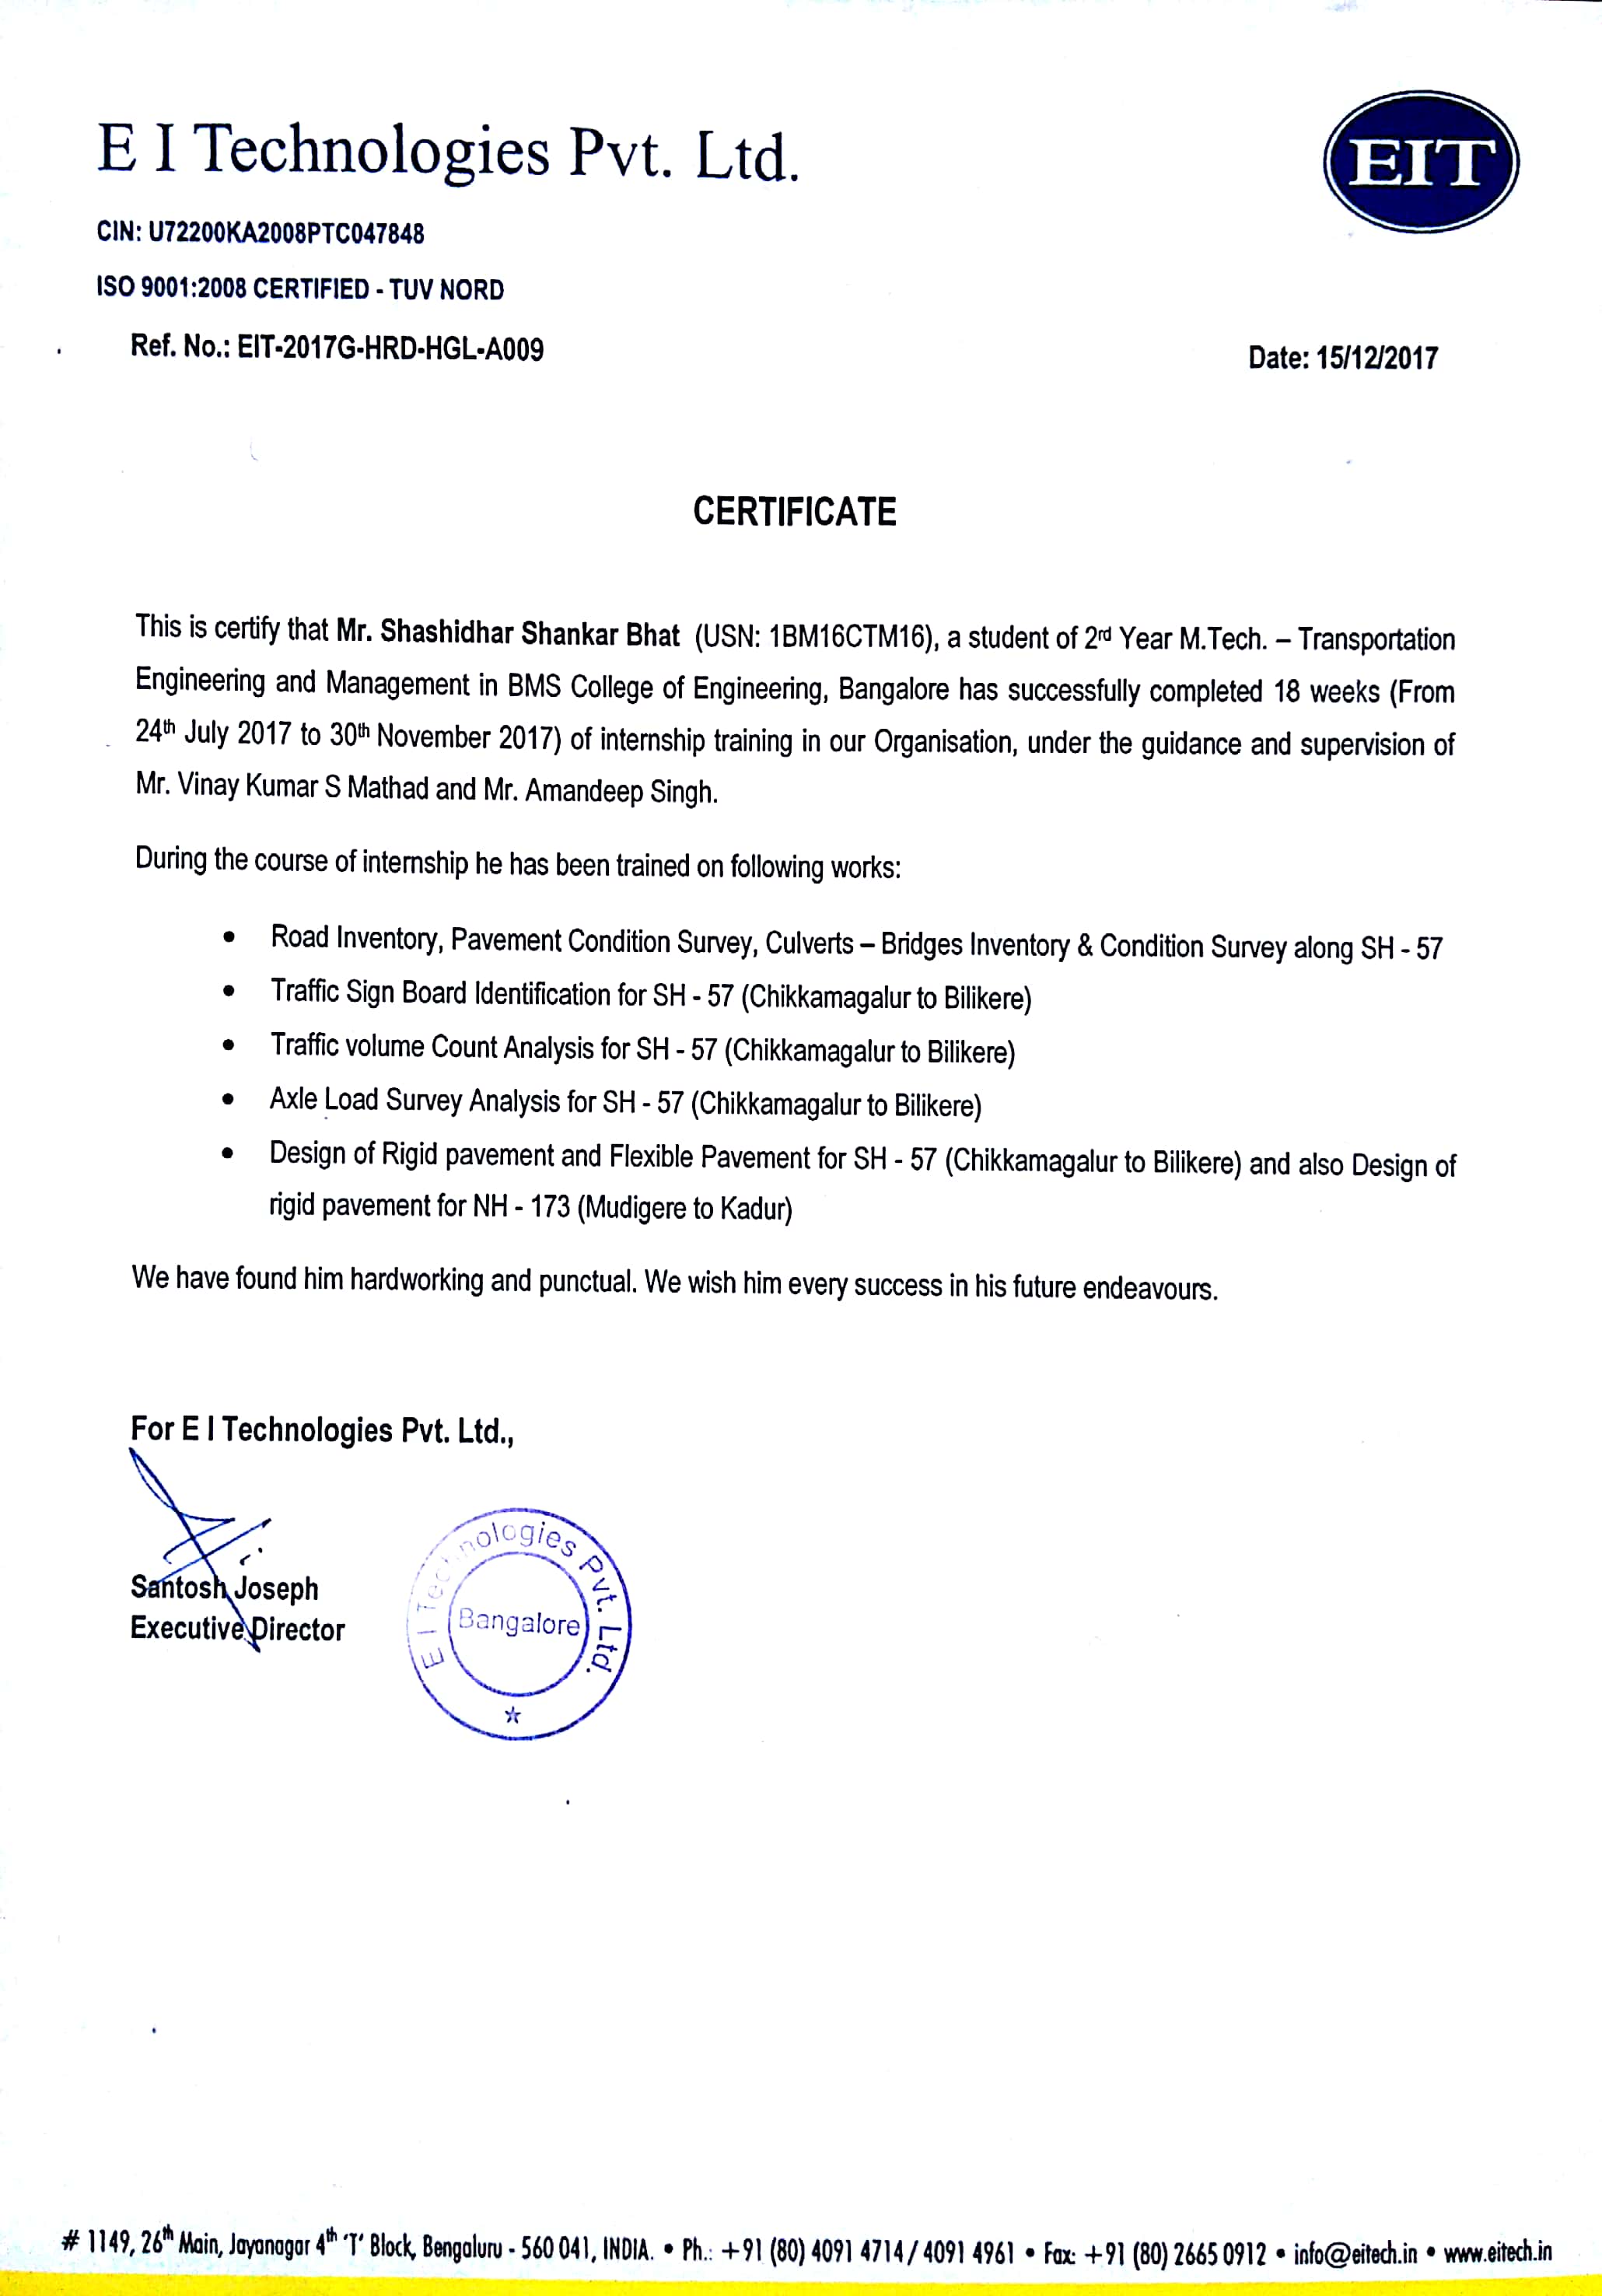 E I Technologies Pvt. Ltd.
EIT
CIN: U72200KA2008PTC047848
ISO 9001:2008 CERTIFIED - TUV NORD
Ref. No.: EIT-2017G-HRD-HGL-A009
Date: 15/12/2017
CERTIFICATE
This is certify that Mr. Shashidhar Shankar Bhat (USN: 1BM16CTM16), a student of 2rd Year M.Tech. – Transportation
Engineering and Management in BMS College of Engineering, Bangalore has successfully completed 18 weeks (From
24th July 2017 to 30th November 2017) of internship training in our Organisation, under the guidance and supervision of
Mr. Vinay Kumar S Mathad and Mr. Amandeep Singh.
During the course of internship he has been trained on following works:
• Road Inventory, Pavement Condition Survey, Culverts – Bridges Inventory & Condition Survey along SH - 57
• Traffic Sign Board Identification for SH - 57 (Chikkamagalur to Bilikere)
• Traffic volume Count Analysis for SH - 57 (Chikkamagalur to Bilikere)
• Axle Load Survey Analysis for SH - 57 (Chikkamagalur to Bilikere)
• Design of Rigid pavement and Flexible Pavement for SH - 57 (Chikkamagalur to Bilikere) and also Design of
rigid pavement for NH - 173 (Mudigere to Kadur)
We have found him hardworking and punctual. We wish him every success in his future endeavours.
For E I Technologies Pvt. Ltd.,
Santosh Joseph
Executive Director
E I Technologies Pvt. Ltd.
Bangalore
# 1149, 26th Main, Jayanagar 4th 'T' Block, Bengaluru - 560 041, INDIA. • Ph.: +91 (80) 4091 4714 / 4091 4961 • Fax: +91 (80) 2665 0912 • info@eitech.in • www.eitech.in